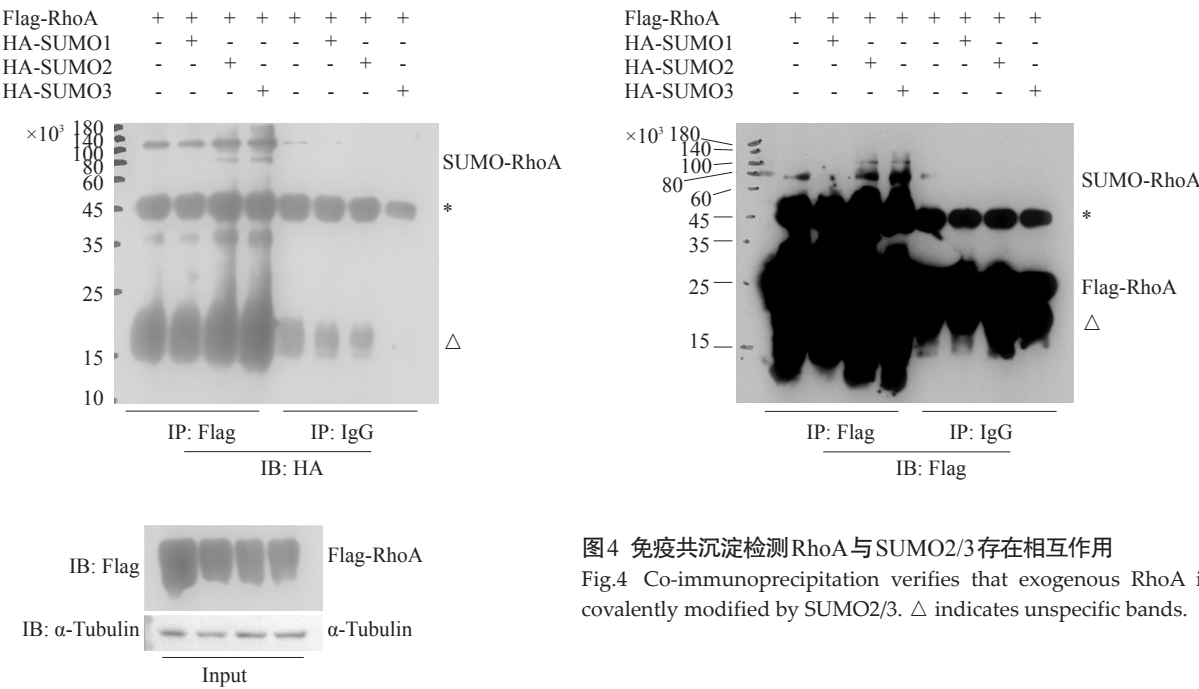 Flag-RhoA + + + + + + + +
HA-SUMO1 - + - - - + - -
HA-SUMO2 - - + - - - + -
HA-SUMO3 - - - + - - - +
×10³ 180
140
100
80
60
45
35
25
15
10
SUMO-RhoA
*
△
IP: Flag IP: IgG
IB: HA
IB: Flag
Flag-RhoA
IB: α-Tubulin
α-Tubulin
Input
Flag-RhoA + + + + + + + +
HA-SUMO1 - + - - - + - -
HA-SUMO2 - - + - - - + -
HA-SUMO3 - - - + - - - +
×10³ 180
140
100
80
60
45
35
25
15
SUMO-RhoA
*
Flag-RhoA
△
IP: Flag IP: IgG
IB: Flag
图4 免疫共沉淀检测RhoA与SUMO2/3存在相互作用
Fig.4 Co-immunoprecipitation verifies that exogenous RhoA i
covalently modified by SUMO2/3. △ indicates unspecific bands.